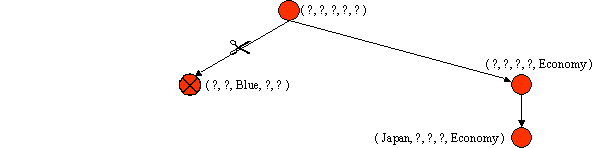 ( ?, ?, ?, ?, ? )
( ?, ?, ?, ?, Economy )
( ?, ?, Blue, ?, ? )
( Japan, ?, ?, ?, Economy )